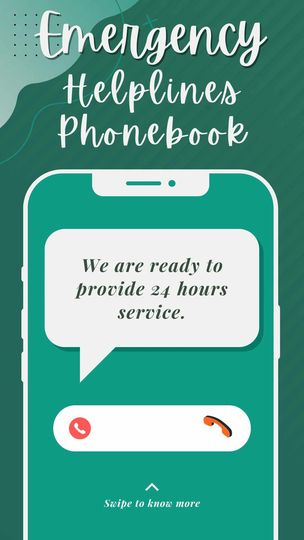 Emergency
Helplines
Phonebook
We are ready to
provide 24 hours
service.
Swipe to know more